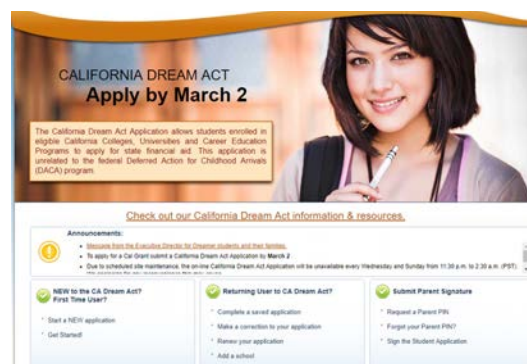 CALIFORNIA DREAM ACT
Apply by March 2
The California Dream Act Application allows students enrolled in
eligible California Colleges, Universities and Career Education
Programs to apply for state financial aid. This application is
unrelated to the federal Deferred Action for Childhood Arrivals
(DACA) program.
Check out our California Dream Act information & resources.
Announcements:
Message from the Executive Director for Dreamer students and their families.
To apply for a Cal Grant submit a California Dream Act Application by March 2
Due to scheduled site maintenance, the on-line California Dream Act Application will be unavailable every Wednesday and Sunday from 11:30 p.m. to 2:30 a.m. (PST).
NEW to the CA Dream Act?
First Time User?
Start a NEW application
Get Started!
Returning User to CA Dream Act?
Complete a saved application
Make a correction to your application
Renew your application
Add a school
Submit Parent Signature
Request a Parent PIN
Forgot your Parent PIN?
Sign the Student Application